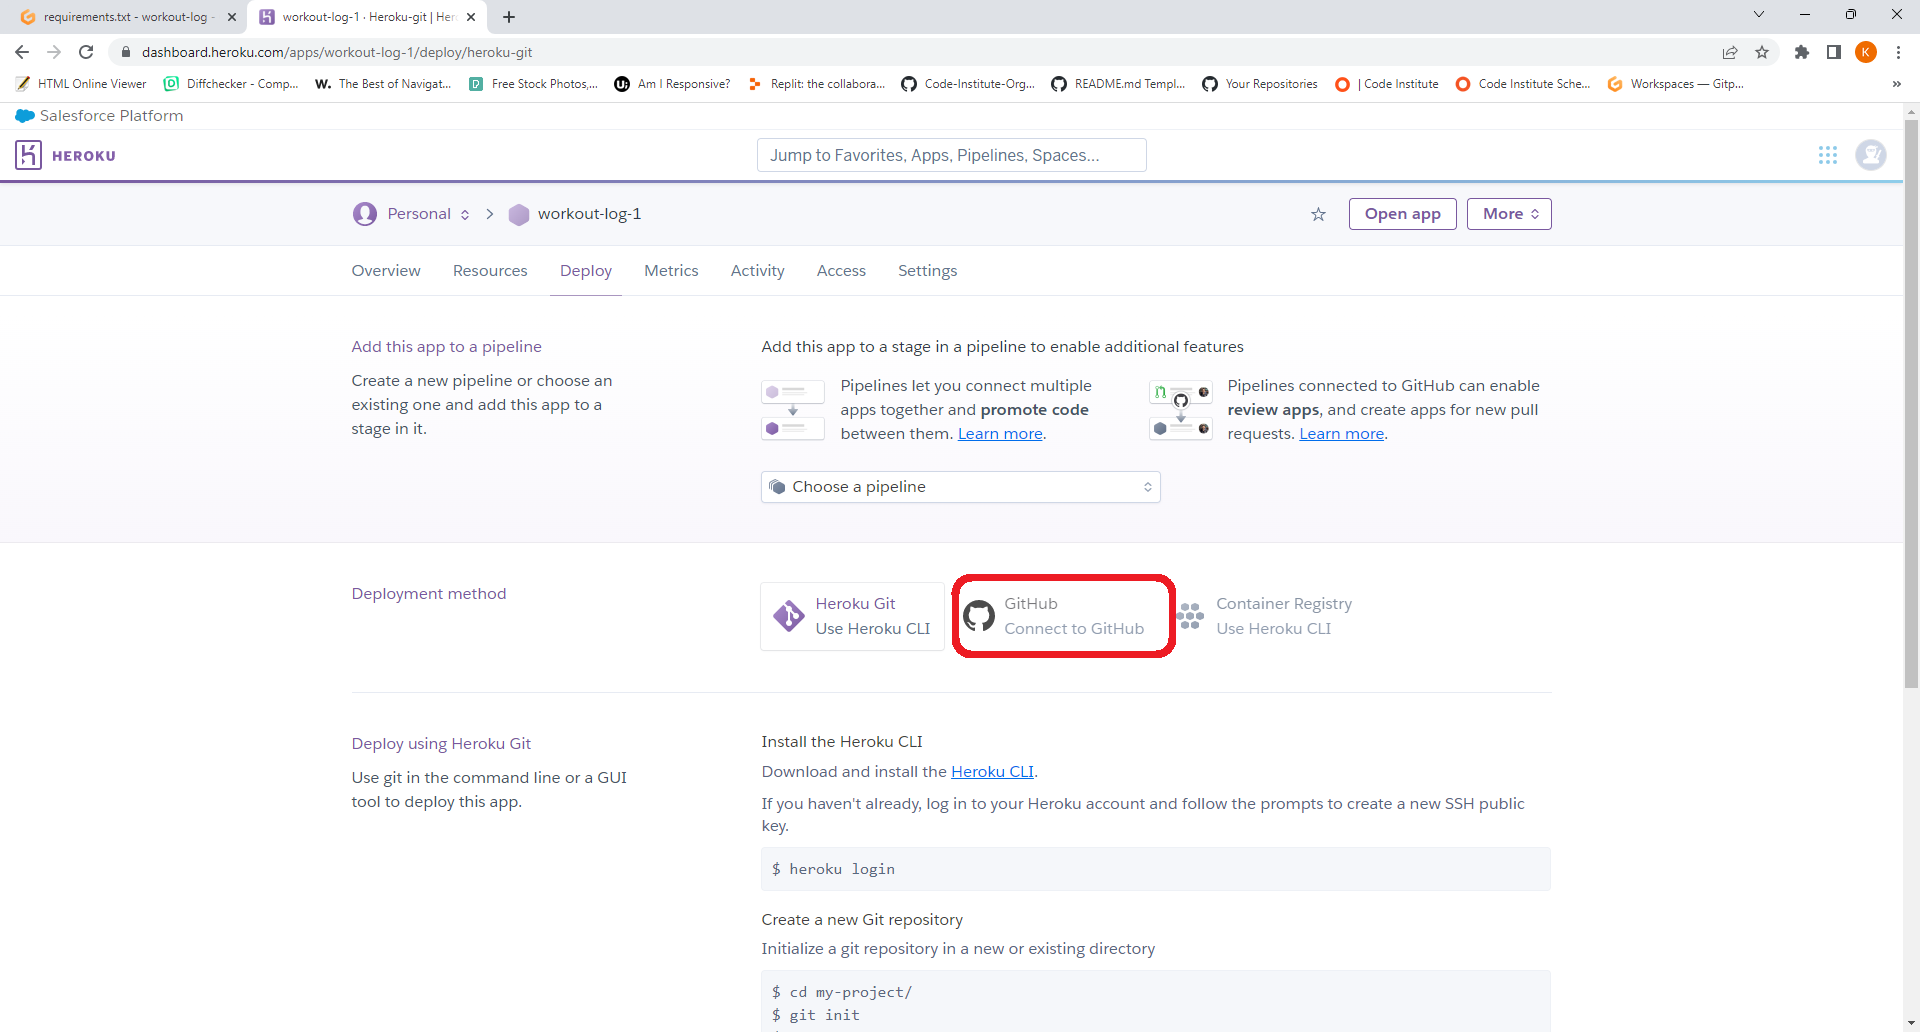 requirements.txt - workout-log -
workout-log-1 · Heroku-git | Her
dashboard.heroku.com/apps/workout-log-1/deploy/heroku-git
K
HTML Online Viewer
Diffchecker - Comp...
W. The Best of Navigat...
Free Stock Photos,...
Am I Responsive?
Replit: the collabora...
Code-Institute-Org...
README.md Templ...
Your Repositories
| Code Institute
Code Institute Sche...
Workspaces — Gitp...
»
Salesforce Platform
HEROKU
Jump to Favorites, Apps, Pipelines, Spaces...
Personal
workout-log-1
Open app
More
Overview
Resources
Deploy
Metrics
Activity
Access
Settings
Add this app to a pipeline
Create a new pipeline or choose an
existing one and add this app to a
stage in it.
Add this app to a stage in a pipeline to enable additional features
Pipelines let you connect multiple
apps together and promote code
between them. Learn more.
Pipelines connected to GitHub can enable
review apps, and create apps for new pull
requests. Learn more.
Choose a pipeline
Deployment method
Heroku Git
Use Heroku CLI
GitHub
Connect to GitHub
Container Registry
Use Heroku CLI
Deploy using Heroku Git
Use git in the command line or a GUI
tool to deploy this app.
Install the Heroku CLI
Download and install the Heroku CLI.
If you haven't already, log in to your Heroku account and follow the prompts to create a new SSH public
key.
$ heroku login
Create a new Git repository
Initialize a git repository in a new or existing directory
$ cd my-project/
$ git init